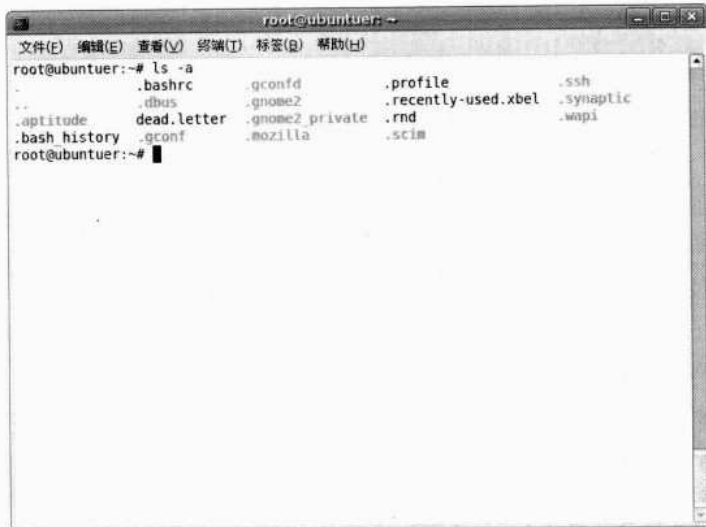 root@ubuntuer: ~
文件(F) 编辑(E) 查看(V) 终端(T) 标签(B) 帮助(H)
root@ubuntuer:~# ls -a
. .bashrc .gconfd .profile .ssh
.. .dbus .gnome2 .recently-used.xbel .synaptic
.aptitude dead.letter .gnome2_private .rnd .wapi
.bash_history .gconf .mozilla .scim
root@ubuntuer:~#